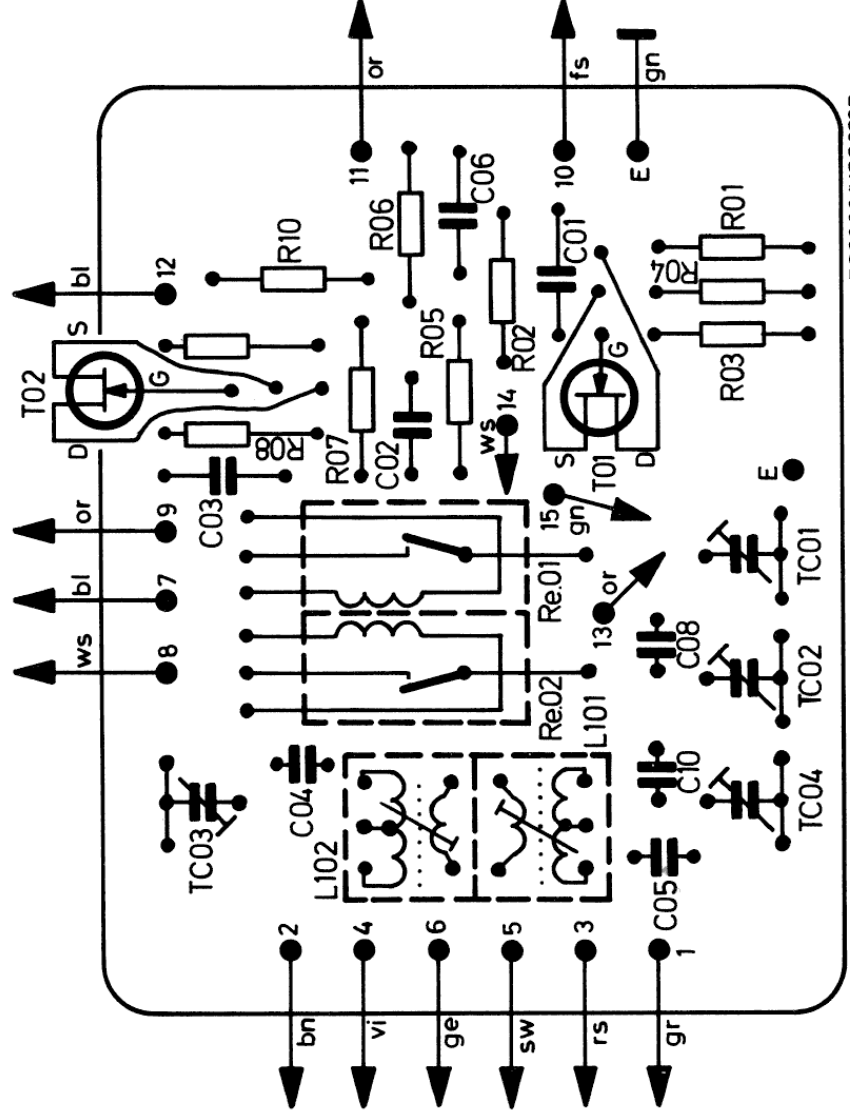 or
fs
gn
11
10
E
bl
12
R10
R06
C06
R01
S
T02
G
D
R05
R02
C01
R04
R03
R08
R07
C02
ws
14
S
T01
G
D
C03
or
9
bl
7
ws
8
15
gn
E
Re.01
13
or
TC01
Re.02
C08
TC02
L101
C04
C10
TC04
TC03
L102
C05
2
4
6
5
3
1
bn
vi
ge
sw
rs
gr